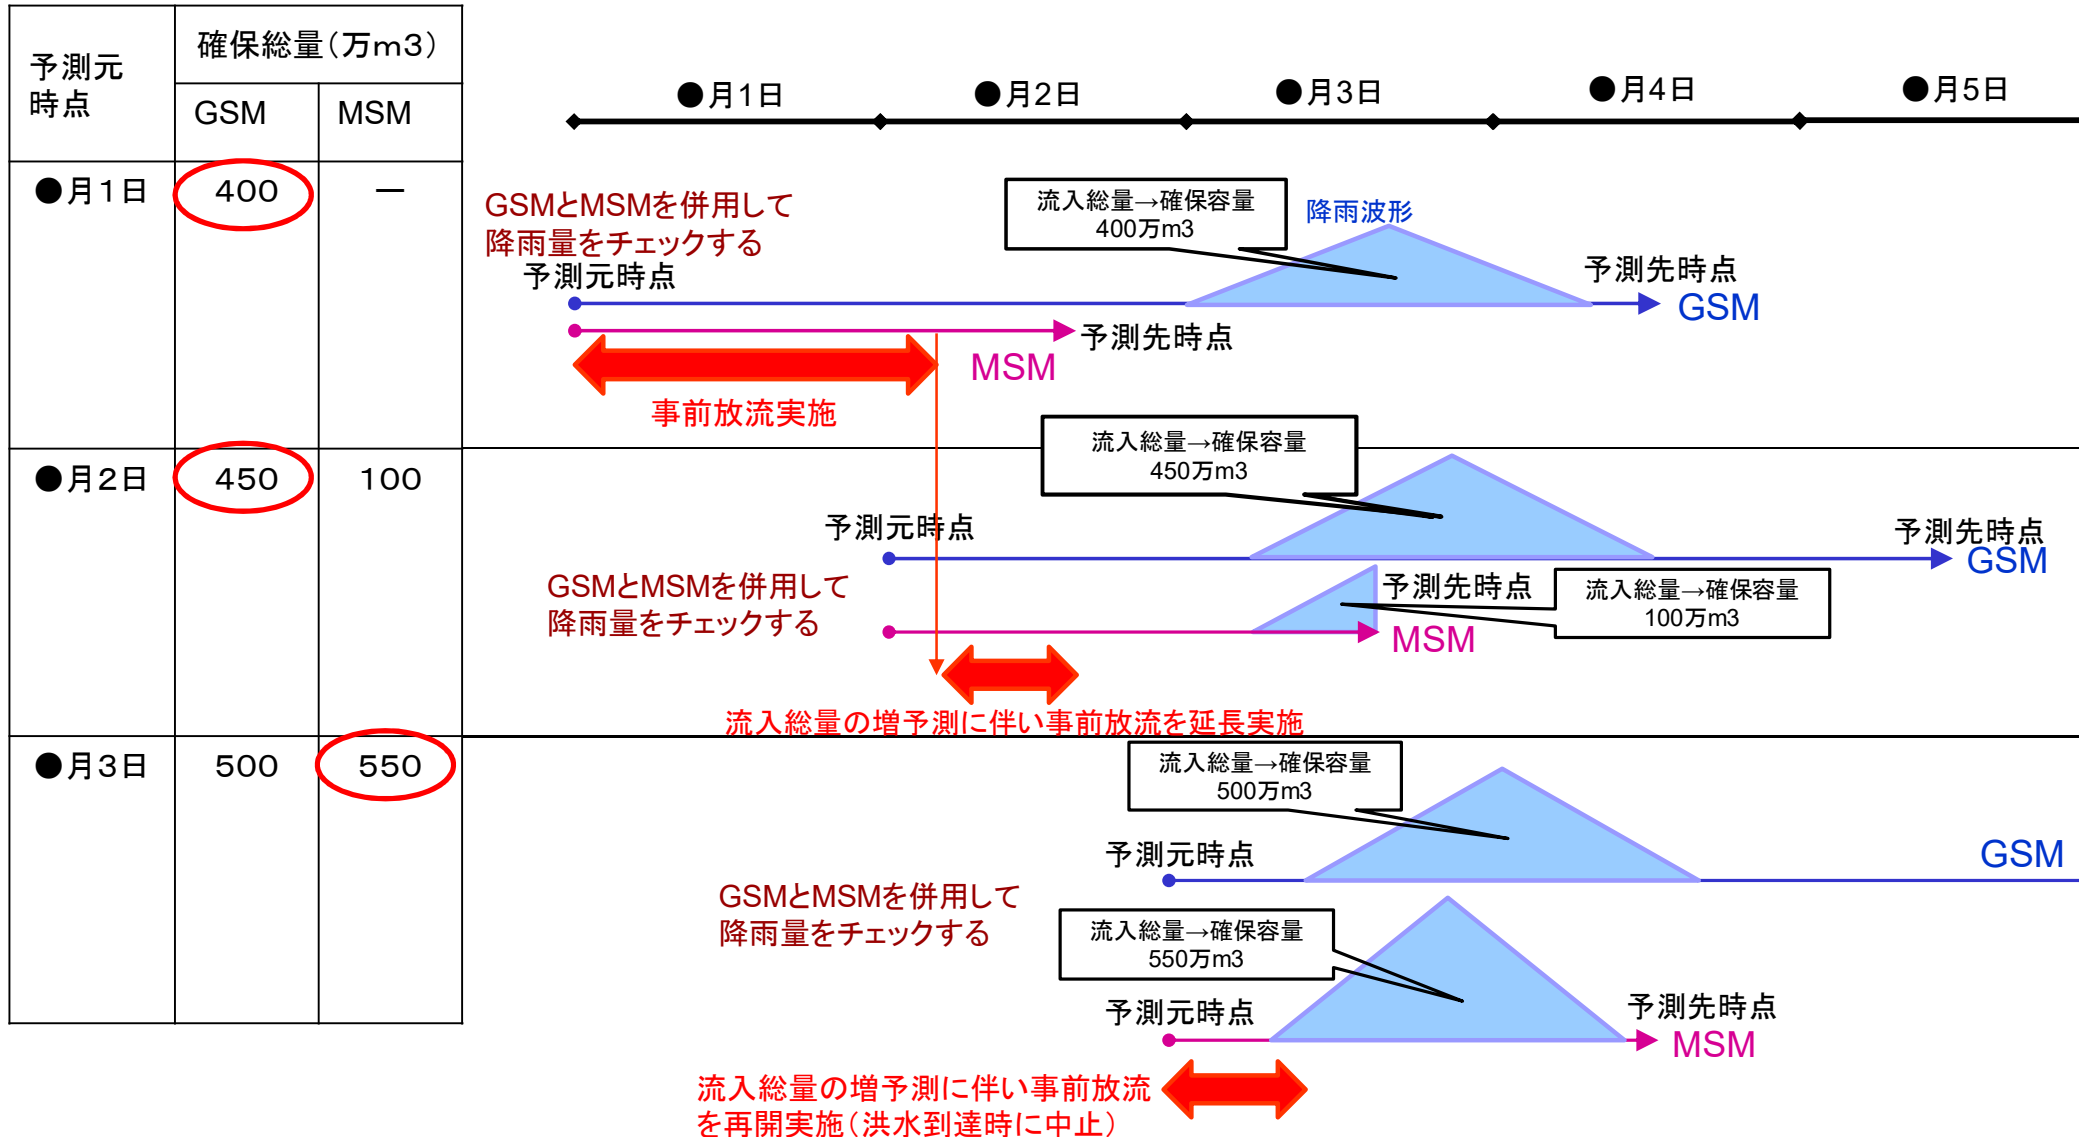 予測元
時点
確保総量（万ｍ３）
GSM
MSM
●月1日
●月2日
●月3日
●月4日
●月5日
●月１日
４００
－
GSMとMSMを併用して
降雨量をチェックする
流入総量→確保容量
400万m3
降雨波形
予測元時点
予測先時点
GSM
予測先時点
MSM
事前放流実施
●月２日
４５０
１００
流入総量→確保容量
450万m3
予測元時点
予測先時点
GSM
GSMとMSMを併用して
降雨量をチェックする
予測先時点
MSM
流入総量→確保容量
100万m3
流入総量の増予測に伴い事前放流を延長実施
●月３日
５００
５５０
流入総量→確保容量
500万m3
予測元時点
GSM
GSMとMSMを併用して
降雨量をチェックする
流入総量→確保容量
550万m3
予測元時点
予測先時点
MSM
流入総量の増予測に伴い事前放流
を再開実施（洪水到達時に中止）